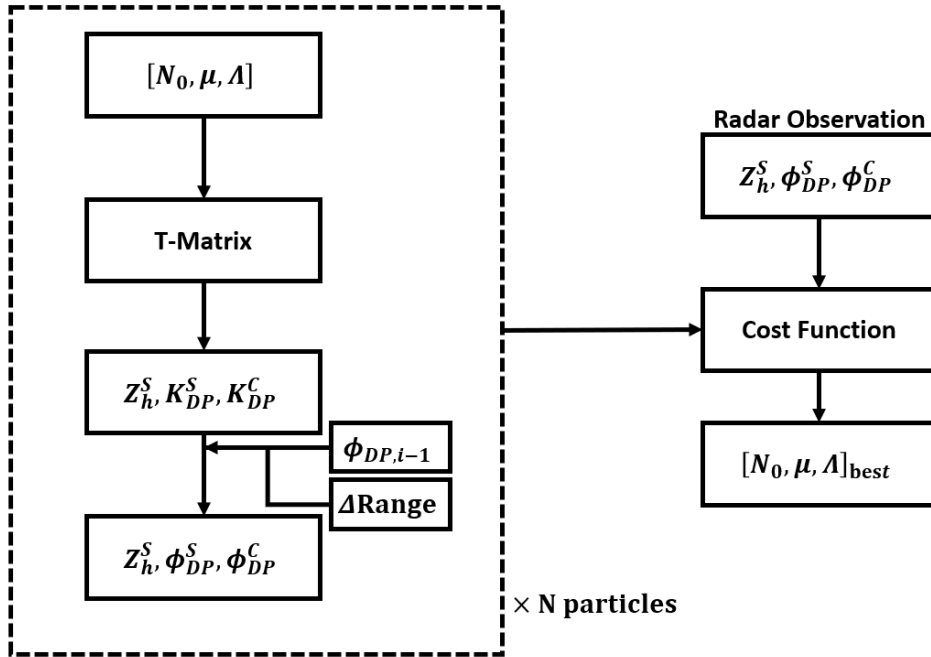 [N₀, μ, Λ]
T-Matrix
Z_h^S, K_DP^S, K_DP^C
ϕ_DP,i−1
ΔRange
Z_h^S, ϕ_DP^S, ϕ_DP^C
× N particles
Radar Observation
Z_h^S, ϕ_DP^S, ϕ_DP^C
Cost Function
[N₀, μ, Λ]_best